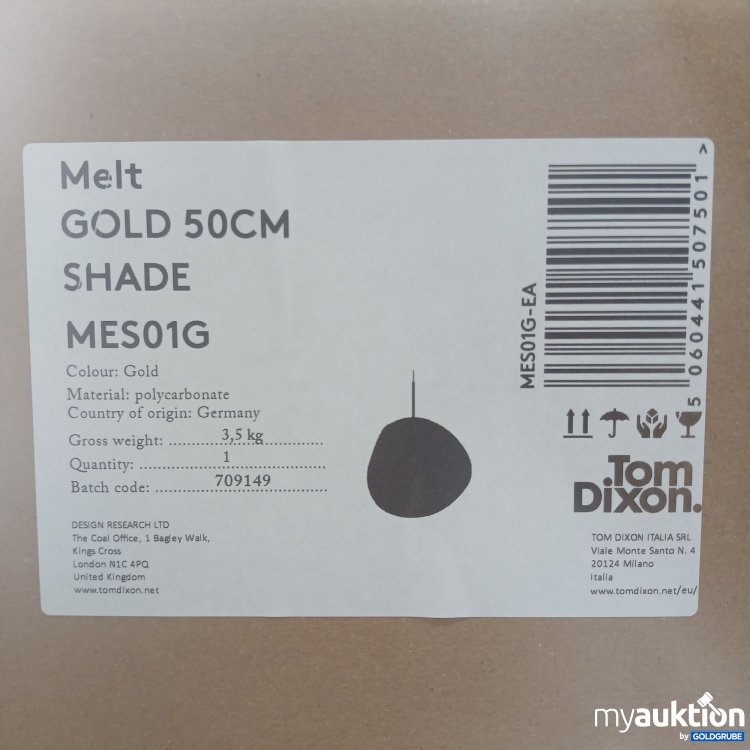 Melt
GOLD 50CM
SHADE
MES01G
Colour: Gold
Material: polycarbonate
Country of origin: Germany
Gross weight: ......3,5 kg......
Quantity: ......1......
Batch code: ......709149......
DESIGN RESEARCH LTD
The Coal Office, 1 Bagley Walk,
Kings Cross
London N1C 4PQ
United Kingdom
www.tomdixon.net
MES01G-EA
5 060441 507501 >
Tom
Dixon.
TOM DIXON ITALIA SRL
Viale Monte Santo N. 4
20124 Milano
Italia
www.tomdixon.net/eu/
myauktion
by GOLDGRUBE